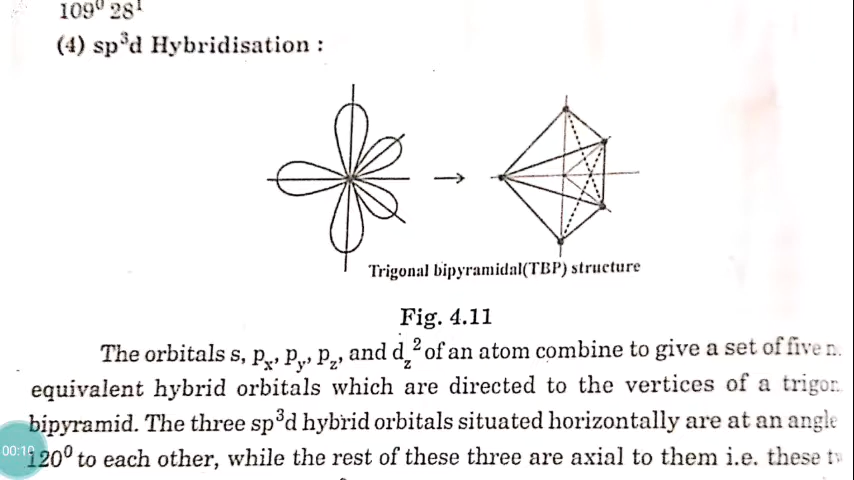 109⁰ 28¹
(4) sp³d Hybridisation :
→
Trigonal bipyramidal(TBP) structure
Fig. 4.11
The orbitals s, pₓ, p_y, p_z, and d_z² of an atom combine to give a set of five
equivalent hybrid orbitals which are directed to the vertices of a
bipyramid. The three sp³d hybrid orbitals situated horizontally are at an angle
00:10
120⁰ to each other, while the rest of these three are axial to them i.e. these